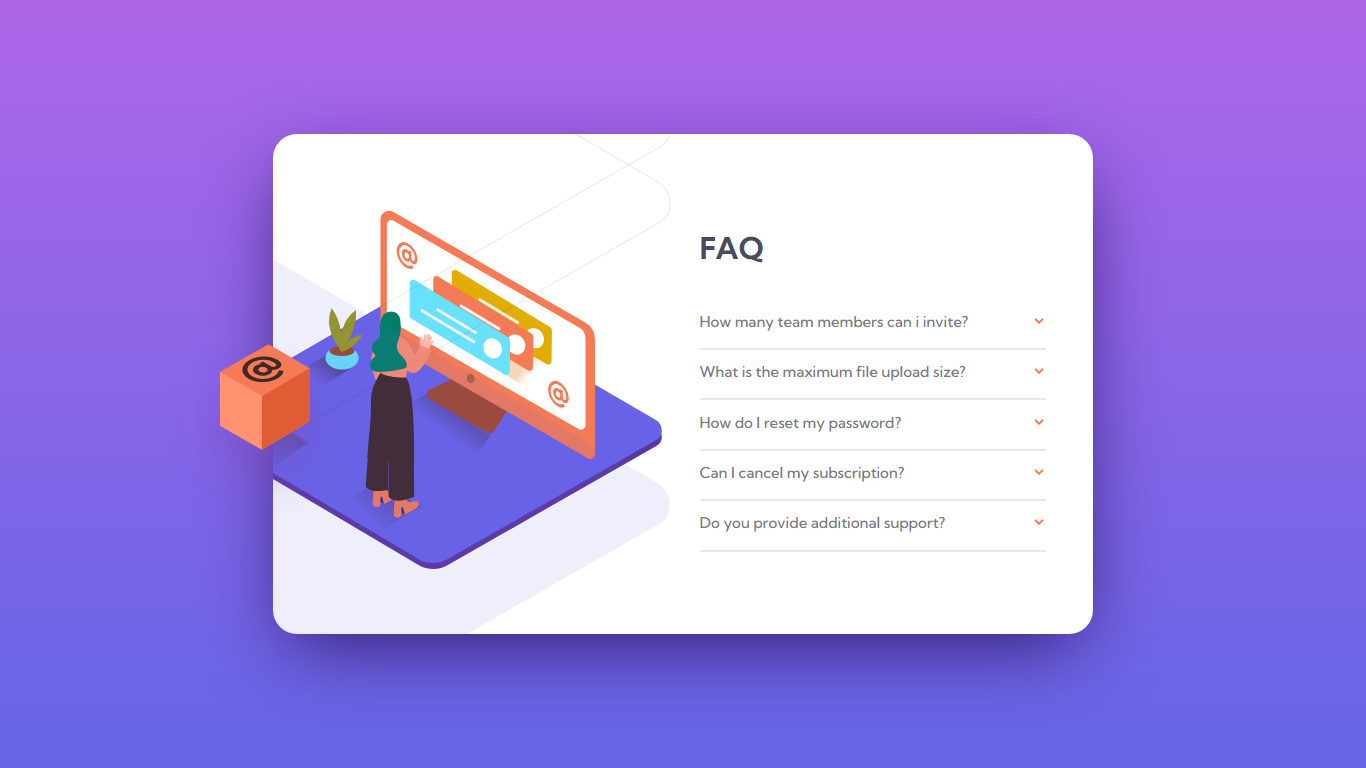 FAQ
How many team members can i invite?
What is the maximum file upload size?
How do I reset my password?
Can I cancel my subscription?
Do you provide additional support?
@
@
@